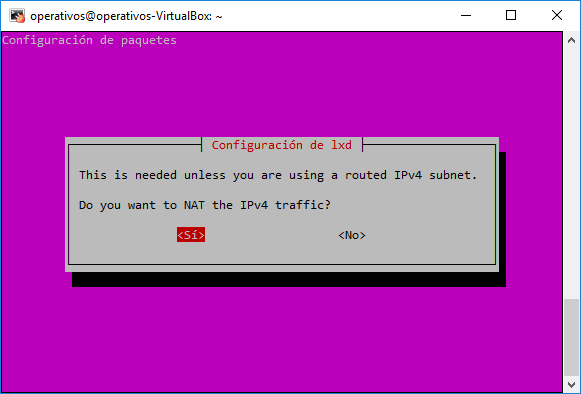 operativos@operativos-VirtualBox: ~
Configuración de paquetes
Configuración de lxd
This is needed unless you are using a routed IPv4 subnet.
Do you want to NAT the IPv4 traffic?
<Sí> <No>